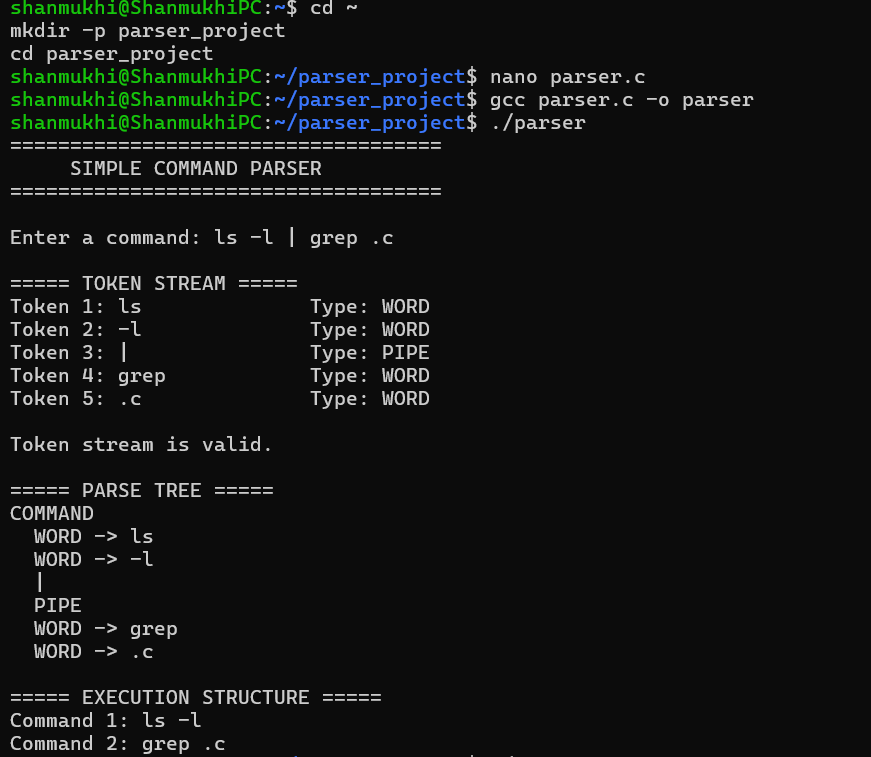 shanmukhi@ShanmukhiPC:~$ cd ~
mkdir -p parser_project
cd parser_project
shanmukhi@ShanmukhiPC:~/parser_project$ nano parser.c
shanmukhi@ShanmukhiPC:~/parser_project$ gcc parser.c -o parser
shanmukhi@ShanmukhiPC:~/parser_project$ ./parser
====================================
     SIMPLE COMMAND PARSER
====================================

Enter a command: ls -l | grep .c

===== TOKEN STREAM =====
Token 1: ls              Type: WORD
Token 2: -l              Type: WORD
Token 3: |               Type: PIPE
Token 4: grep            Type: WORD
Token 5: .c              Type: WORD

Token stream is valid.

===== PARSE TREE =====
COMMAND
  WORD -> ls
  WORD -> -l
  |
  PIPE
  WORD -> grep
  WORD -> .c

===== EXECUTION STRUCTURE =====
Command 1: ls -l
Command 2: grep .c